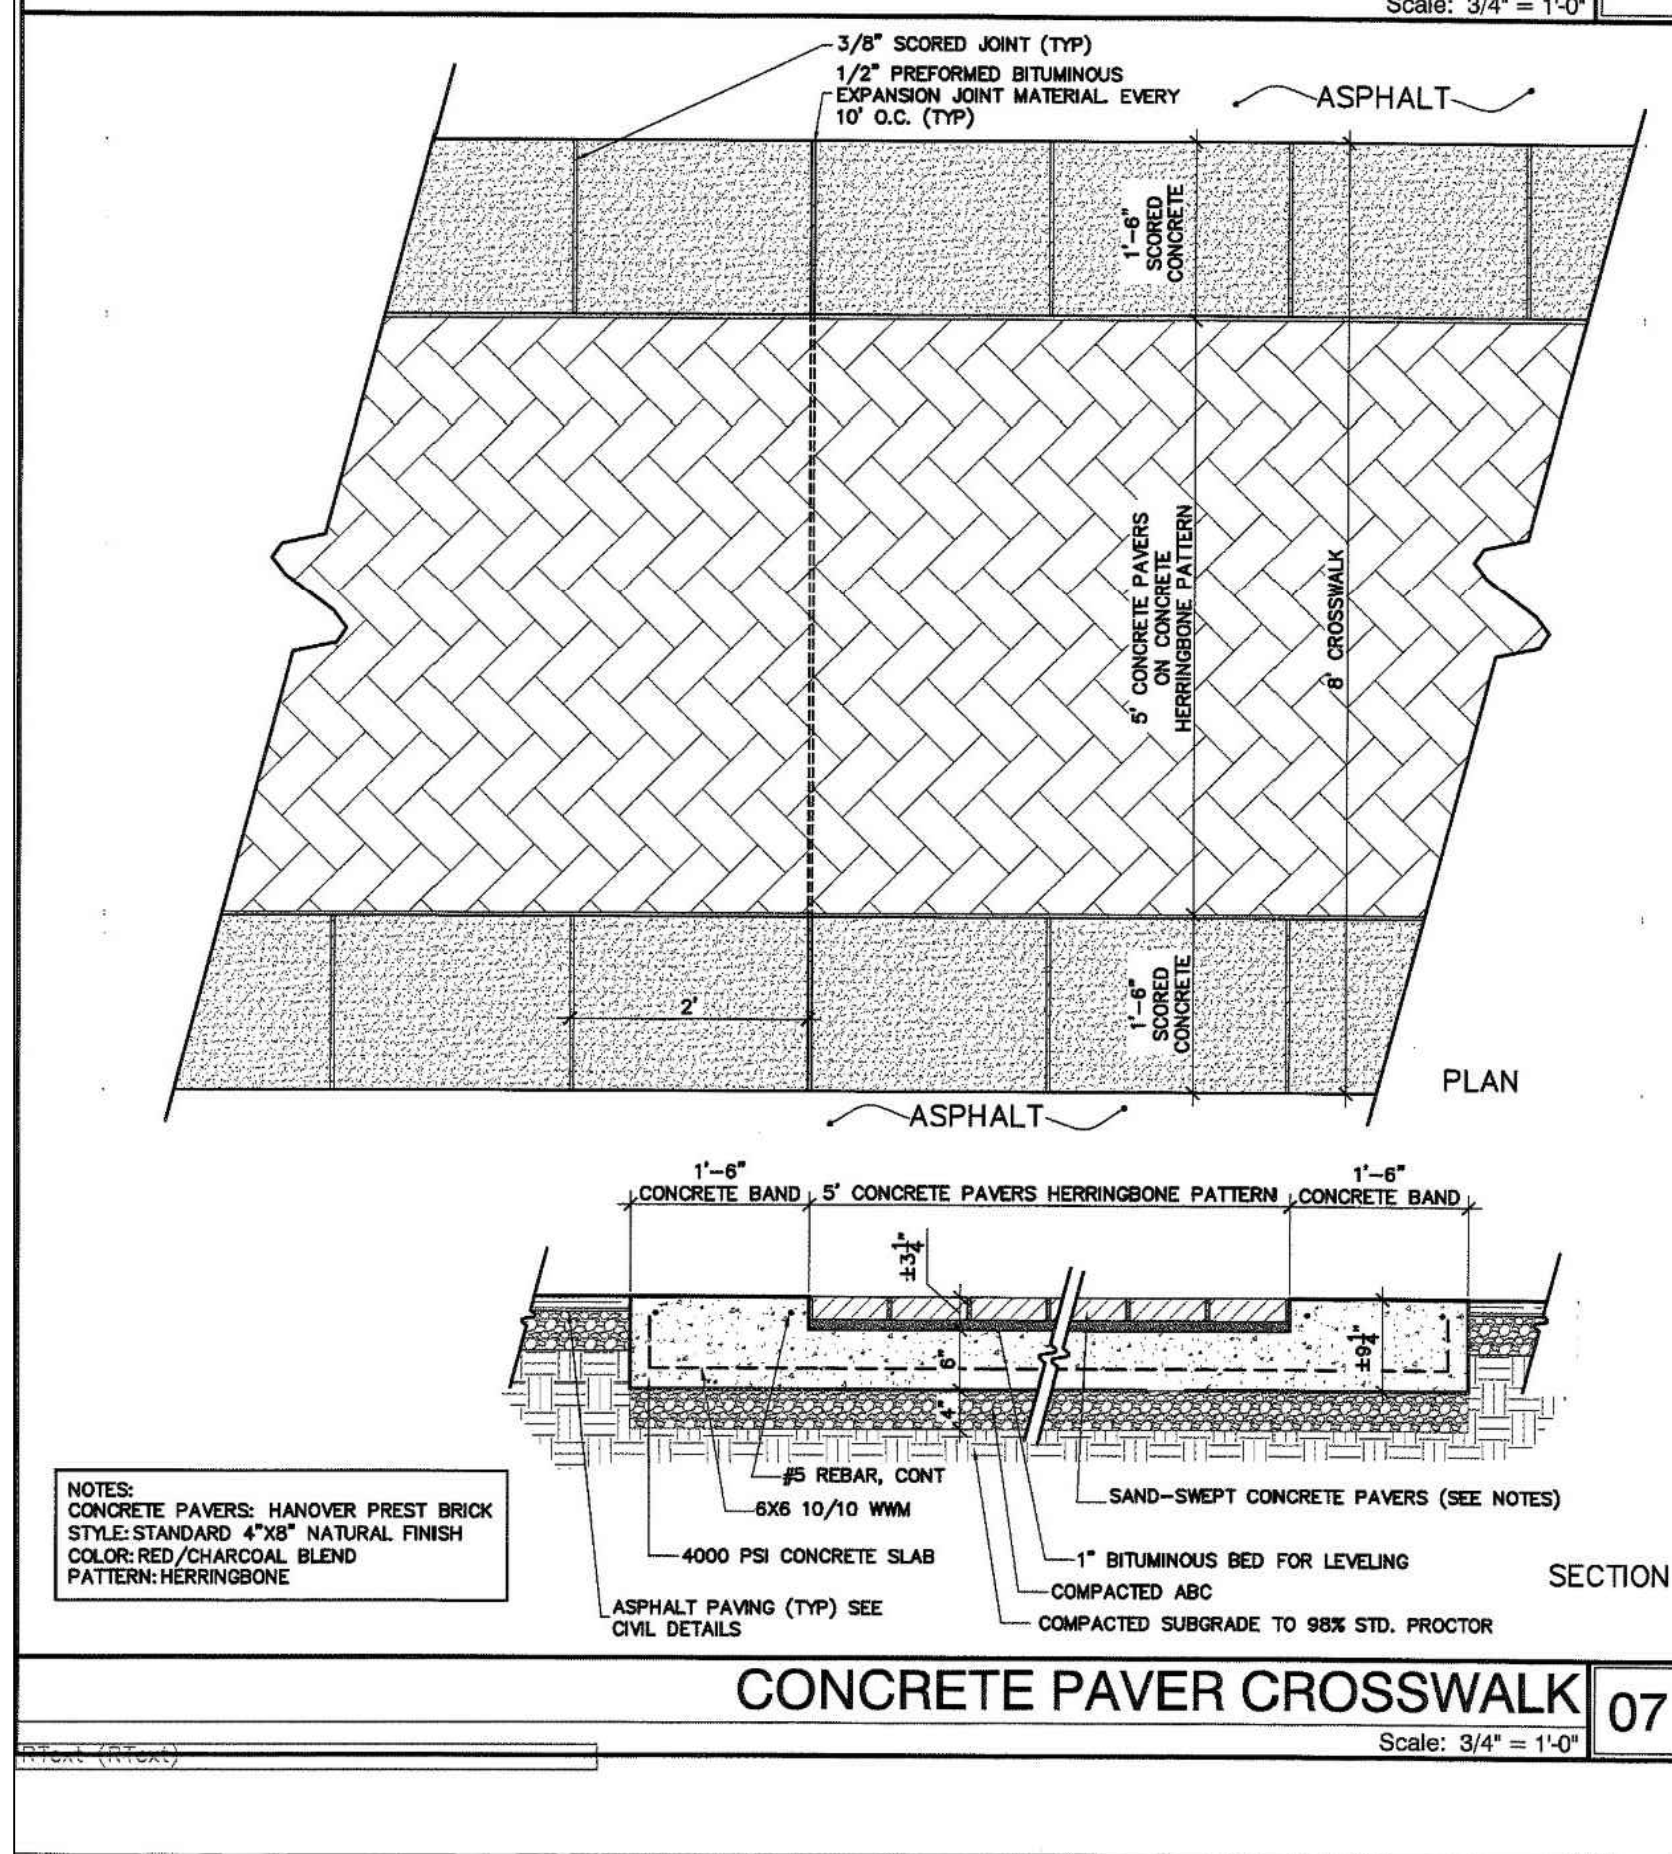 Scale: 3/4" = 1'-0"
3/8" SCORED JOINT (TYP)
1/2" PREFORMED BITUMINOUS
EXPANSION JOINT MATERIAL EVERY
10' O.C. (TYP)
ASPHALT
1'-6"
SCORED
CONCRETE
5' CONCRETE PAVERS
ON CONCRETE
HERRINGBONE PATTERN
8' CROSSWALK
2'
1'-6"
SCORED
CONCRETE
PLAN
ASPHALT
1'-6"
CONCRETE BAND
5' CONCRETE PAVERS HERRINGBONE PATTERN
1'-6"
CONCRETE BAND
±3 1/4"
6"
±9 1/4"
4"
#5 REBAR, CONT
6X6 10/10 WWM
4000 PSI CONCRETE SLAB
ASPHALT PAVING (TYP) SEE
CIVIL DETAILS
SAND-SWEPT CONCRETE PAVERS (SEE NOTES)
1" BITUMINOUS BED FOR LEVELING
COMPACTED ABC
COMPACTED SUBGRADE TO 98% STD. PROCTOR
SECTION
NOTES:
CONCRETE PAVERS: HANOVER PREST BRICK
STYLE: STANDARD 4"X8" NATURAL FINISH
COLOR: RED/CHARCOAL BLEND
PATTERN: HERRINGBONE
CONCRETE PAVER CROSSWALK
07
Scale: 3/4" = 1'-0"
RText (RText)